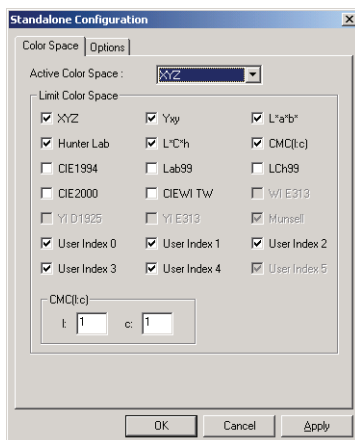 Standalone Configuration
Color Space Options
Active Color Space : XYZ
Limit Color Space
XYZ Yxy L*a*b*
Hunter Lab L*C*h CMC(l:c)
CIE1994 Lab99 LCh99
CIE2000 CIEWI TW WI E313
YI D1925 YI E313 Munsell
User Index 0 User Index 1 User Index 2
User Index 3 User Index 4 User Index 5
CMC(l:c)
l: 1 c: 1
OK Cancel Apply